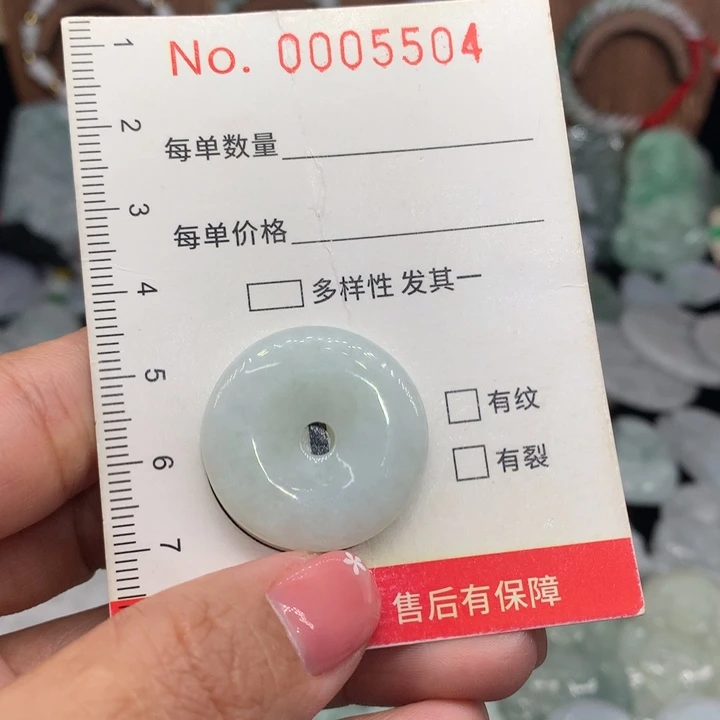 No. 0005504
每单数量
每单价格
多样性 发其一
有纹
有裂
售后有保障
1
2
3
4
5
6
7